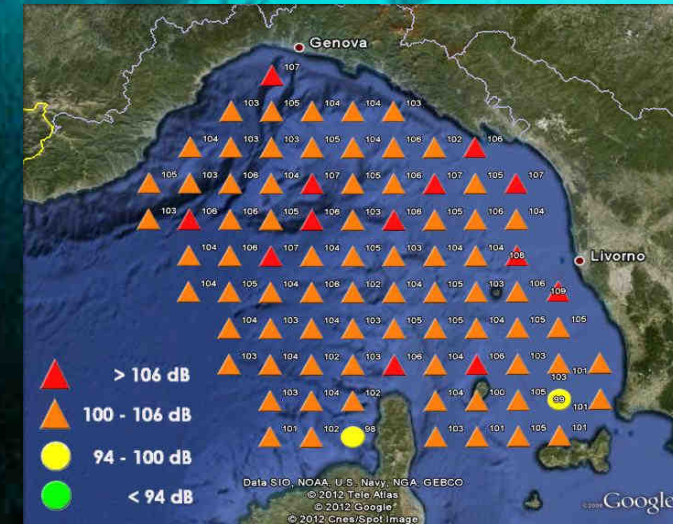 Genova
107
103 105 104 104 103
104 103 103 105 104 106 102 106
105 103 106 104 107 105 106 107 105 107
103 106 106 105 106 103 106 105 106 104
104 106 107 104 105 103 104 104 108
Livorno
104 105 105 104 102 104 105 103 106 109
104 103 104 105 103 105 104 105 105
103 104 102 103 106 104 106 103 103 101
> 106 dB
103 104 102 104 100 105 99 101
100 - 106 dB
101 102 98 103 101 105 101
94 - 100 dB
< 94 dB
Data SIO, NOAA, U.S. Navy, NGA, GEBCO
© 2012 Tele Atlas
© 2012 Google
© 2012 Cnes/Spot Image
©2009 Google